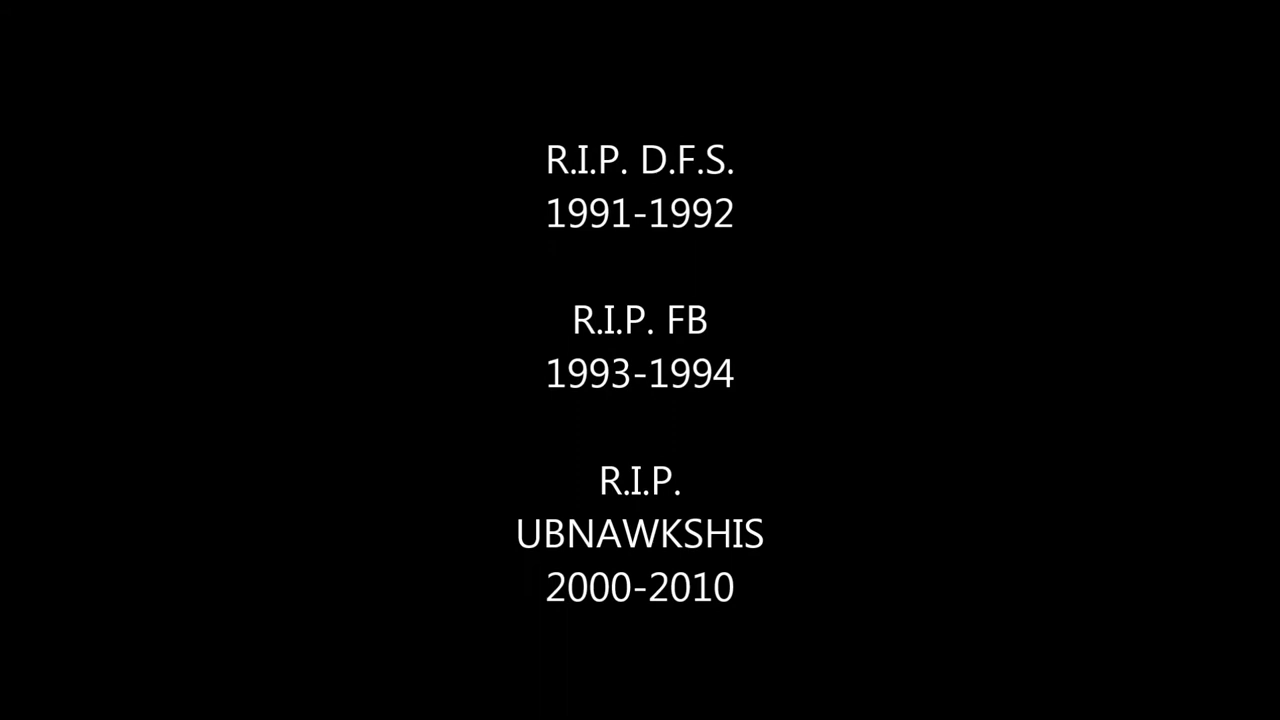 R.I.P. D.F.S.
1991-1992
R.I.P. FB
1993-1994
R.I.P.
UBNAWKSHIS
2000-2010